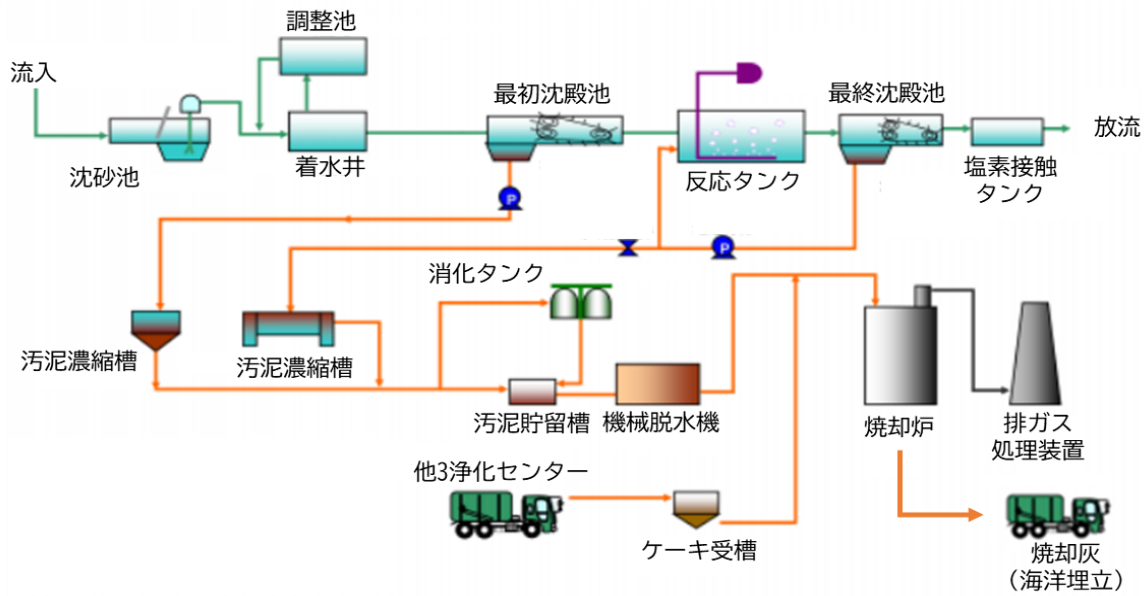 調整池
流入
最初沈殿池
最終沈殿池
放流
沈砂池
着水井
反応タンク
塩素接触
タンク
P
P
消化タンク
汚泥濃縮槽
汚泥濃縮槽
汚泥貯留槽
機械脱水機
焼却炉
排ガス
処理装置
他3浄化センター
ケーキ受槽
焼却灰
（海洋埋立）